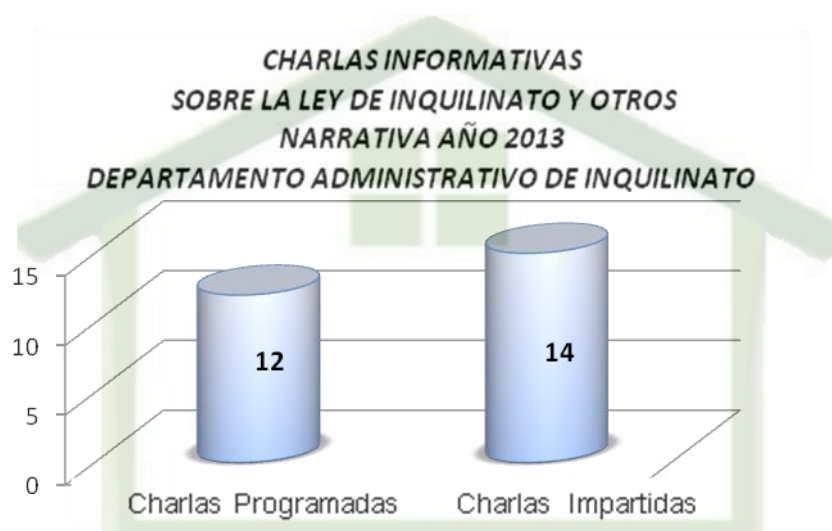 CHARLAS INFORMATIVAS
SOBRE LA LEY DE INQUILINATO Y OTROS
NARRATIVA AÑO 2013
DEPARTAMENTO ADMINISTRATIVO DE INQUILINATO
15
10
5
0
12
14
Charlas Programadas
Charlas Impartidas